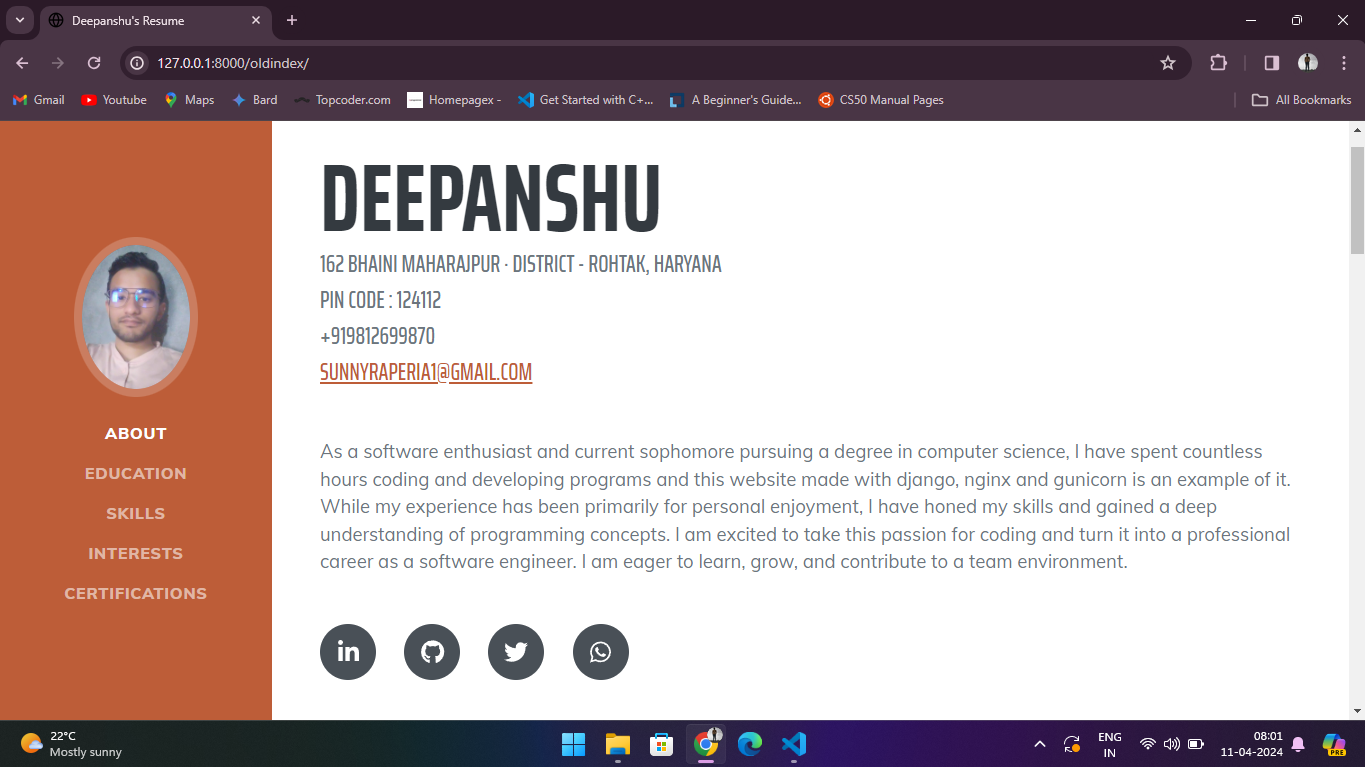 Deepanshu's Resume
127.0.0.1:8000/oldindex/
Gmail
Youtube
Maps
Bard
Topcoder.com
Homepagex -
Get Started with C+...
A Beginner's Guide...
CS50 Manual Pages
All Bookmarks
ABOUT
EDUCATION
SKILLS
INTERESTS
CERTIFICATIONS
DEEPANSHU
162 BHAINI MAHARAJPUR · DISTRICT - ROHTAK, HARYANA
PIN CODE : 124112
+919812699870
SUNNYRAPERIA1@GMAIL.COM
As a software enthusiast and current sophomore pursuing a degree in computer science, I have spent countless
hours coding and developing programs and this website made with django, nginx and gunicorn is an example of it.
While my experience has been primarily for personal enjoyment, I have honed my skills and gained a deep
understanding of programming concepts. I am excited to take this passion for coding and turn it into a professional
career as a software engineer. I am eager to learn, grow, and contribute to a team environment.
in
22°C
Mostly sunny
ENG
IN
08:01
11-04-2024
PRE